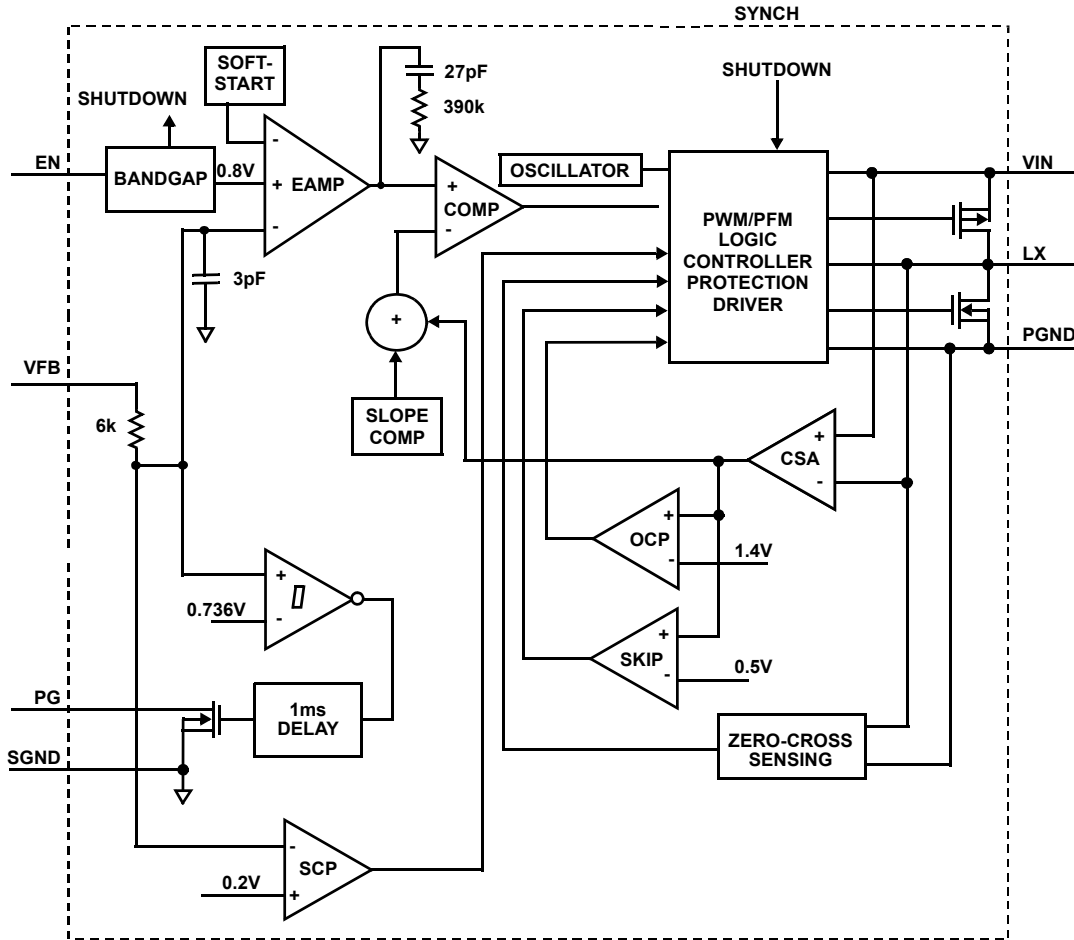 SYNCH
SOFT-
START
27pF
390k
SHUTDOWN
SHUTDOWN
EN
BANDGAP
0.8V
-
+
-
EAMP
+
-
COMP
OSCILLATOR
PWM/PFM
LOGIC
CONTROLLER
PROTECTION
DRIVER
VIN
LX
PGND
3pF
+
SLOPE
COMP
VFB
6k
+
-
CSA
+
-
OCP
1.4V
+
-
0.736V
+
-
SKIP
0.5V
PG
1ms
DELAY
SGND
ZERO-CROSS
SENSING
-
+
SCP
0.2V